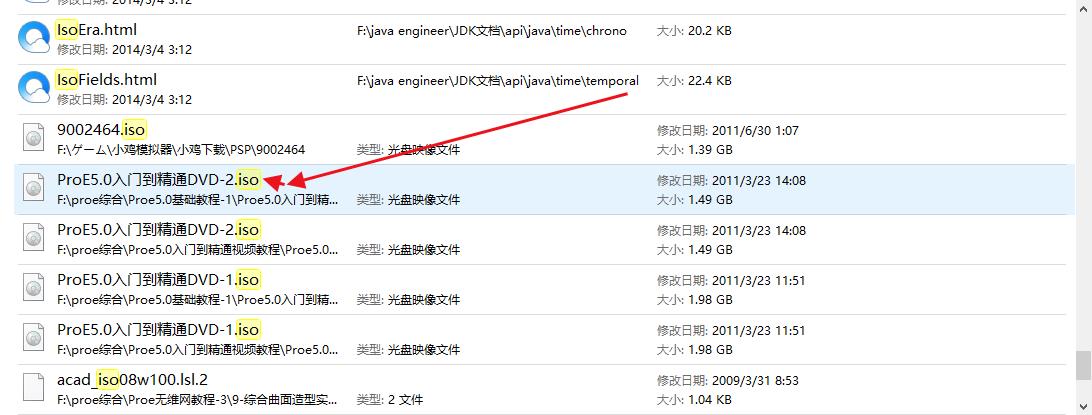 修改日期: 2014/3/4 3:12
IsoEra.html F:\java engineer\JDK文档\api\java\time\chrono 大小: 20.2 KB
修改日期: 2014/3/4 3:12
IsoFields.html F:\java engineer\JDK文档\api\java\time\temporal 大小: 22.4 KB
修改日期: 2014/3/4 3:12
9002464.iso 修改日期: 2011/6/30 1:07
F:\ゲーム\小鸡模拟器\小鸡下载\PSP\9002464 类型: 光盘映像文件 大小: 1.39 GB
ProE5.0入门到精通DVD-2.iso 修改日期: 2011/3/23 14:08
F:\proe综合\Proe5.0基础教程-1\Proe5.0入门到精... 类型: 光盘映像文件 大小: 1.49 GB
ProE5.0入门到精通DVD-2.iso 修改日期: 2011/3/23 14:08
F:\proe综合\Proe5.0入门到精通视频教程\Proe5.0... 类型: 光盘映像文件 大小: 1.49 GB
ProE5.0入门到精通DVD-1.iso 修改日期: 2011/3/23 11:51
F:\proe综合\Proe5.0基础教程-1\Proe5.0入门到精... 类型: 光盘映像文件 大小: 1.98 GB
ProE5.0入门到精通DVD-1.iso 修改日期: 2011/3/23 11:51
F:\proe综合\Proe5.0入门到精通视频教程\Proe5.0... 类型: 光盘映像文件 大小: 1.98 GB
acad_iso08w100.lsl.2 修改日期: 2009/3/31 8:53
F:\proe综合\Proe无维网教程-3\9-综合曲面造型实... 类型: 2 文件 大小: 1.04 KB